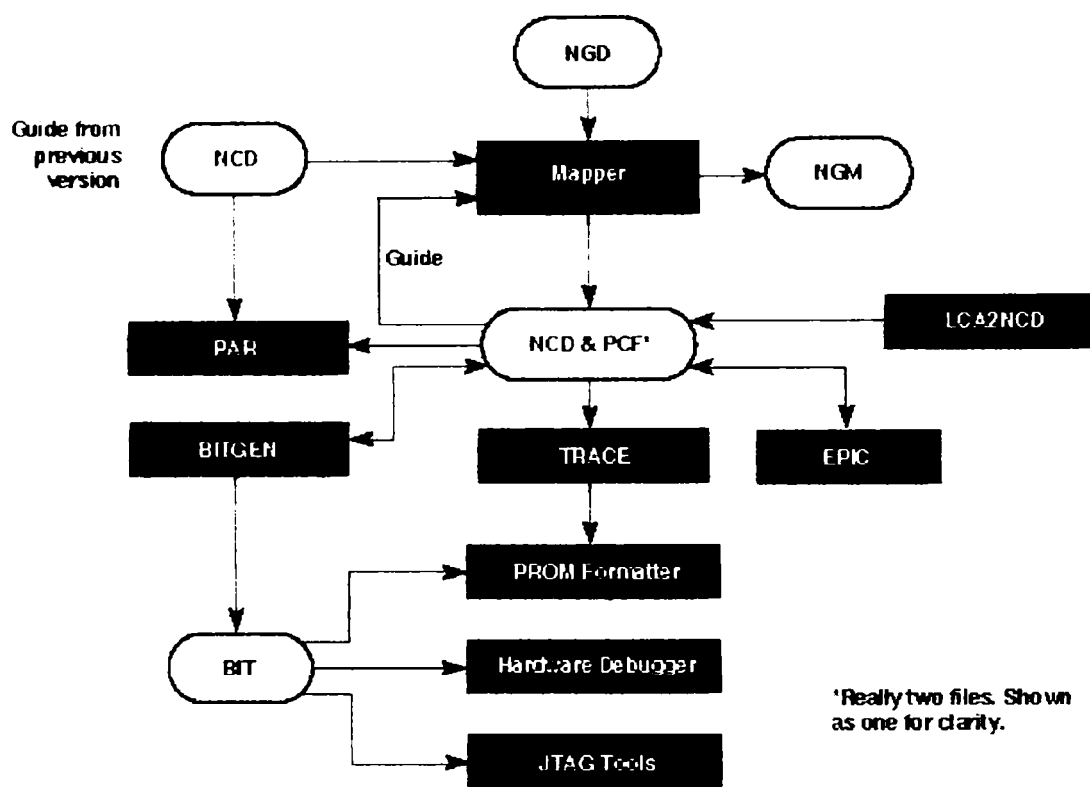 NGD
Guide from
previous
version
NCD
Mapper
NGM
Guide
LCA2NCD
PAR
NCD & PCF*
BITGEN
TRACE
EPIC
PROM Formatter
BIT
Hardware Debugger
*Really two files. Shown
as one for clarity.
JTAG Tools